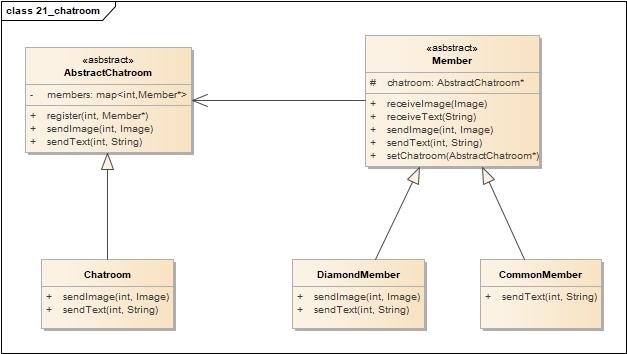 class 21_chatroom
«asbstract»
AbstractChatroom
- members: map<int,Member*>
+ register(int, Member*)
+ sendImage(int, Image)
+ sendText(int, String)
«asbstract»
Member
# chatroom: AbstractChatroom*
+ receiveImage(Image)
+ receiveText(String)
+ sendImage(int, Image)
+ sendText(int, String)
+ setChatroom(AbstractChatroom*)
Chatroom
+ sendImage(int, Image)
+ sendText(int, String)
DiamondMember
+ sendImage(int, Image)
+ sendText(int, String)
CommonMember
+ sendText(int, String)